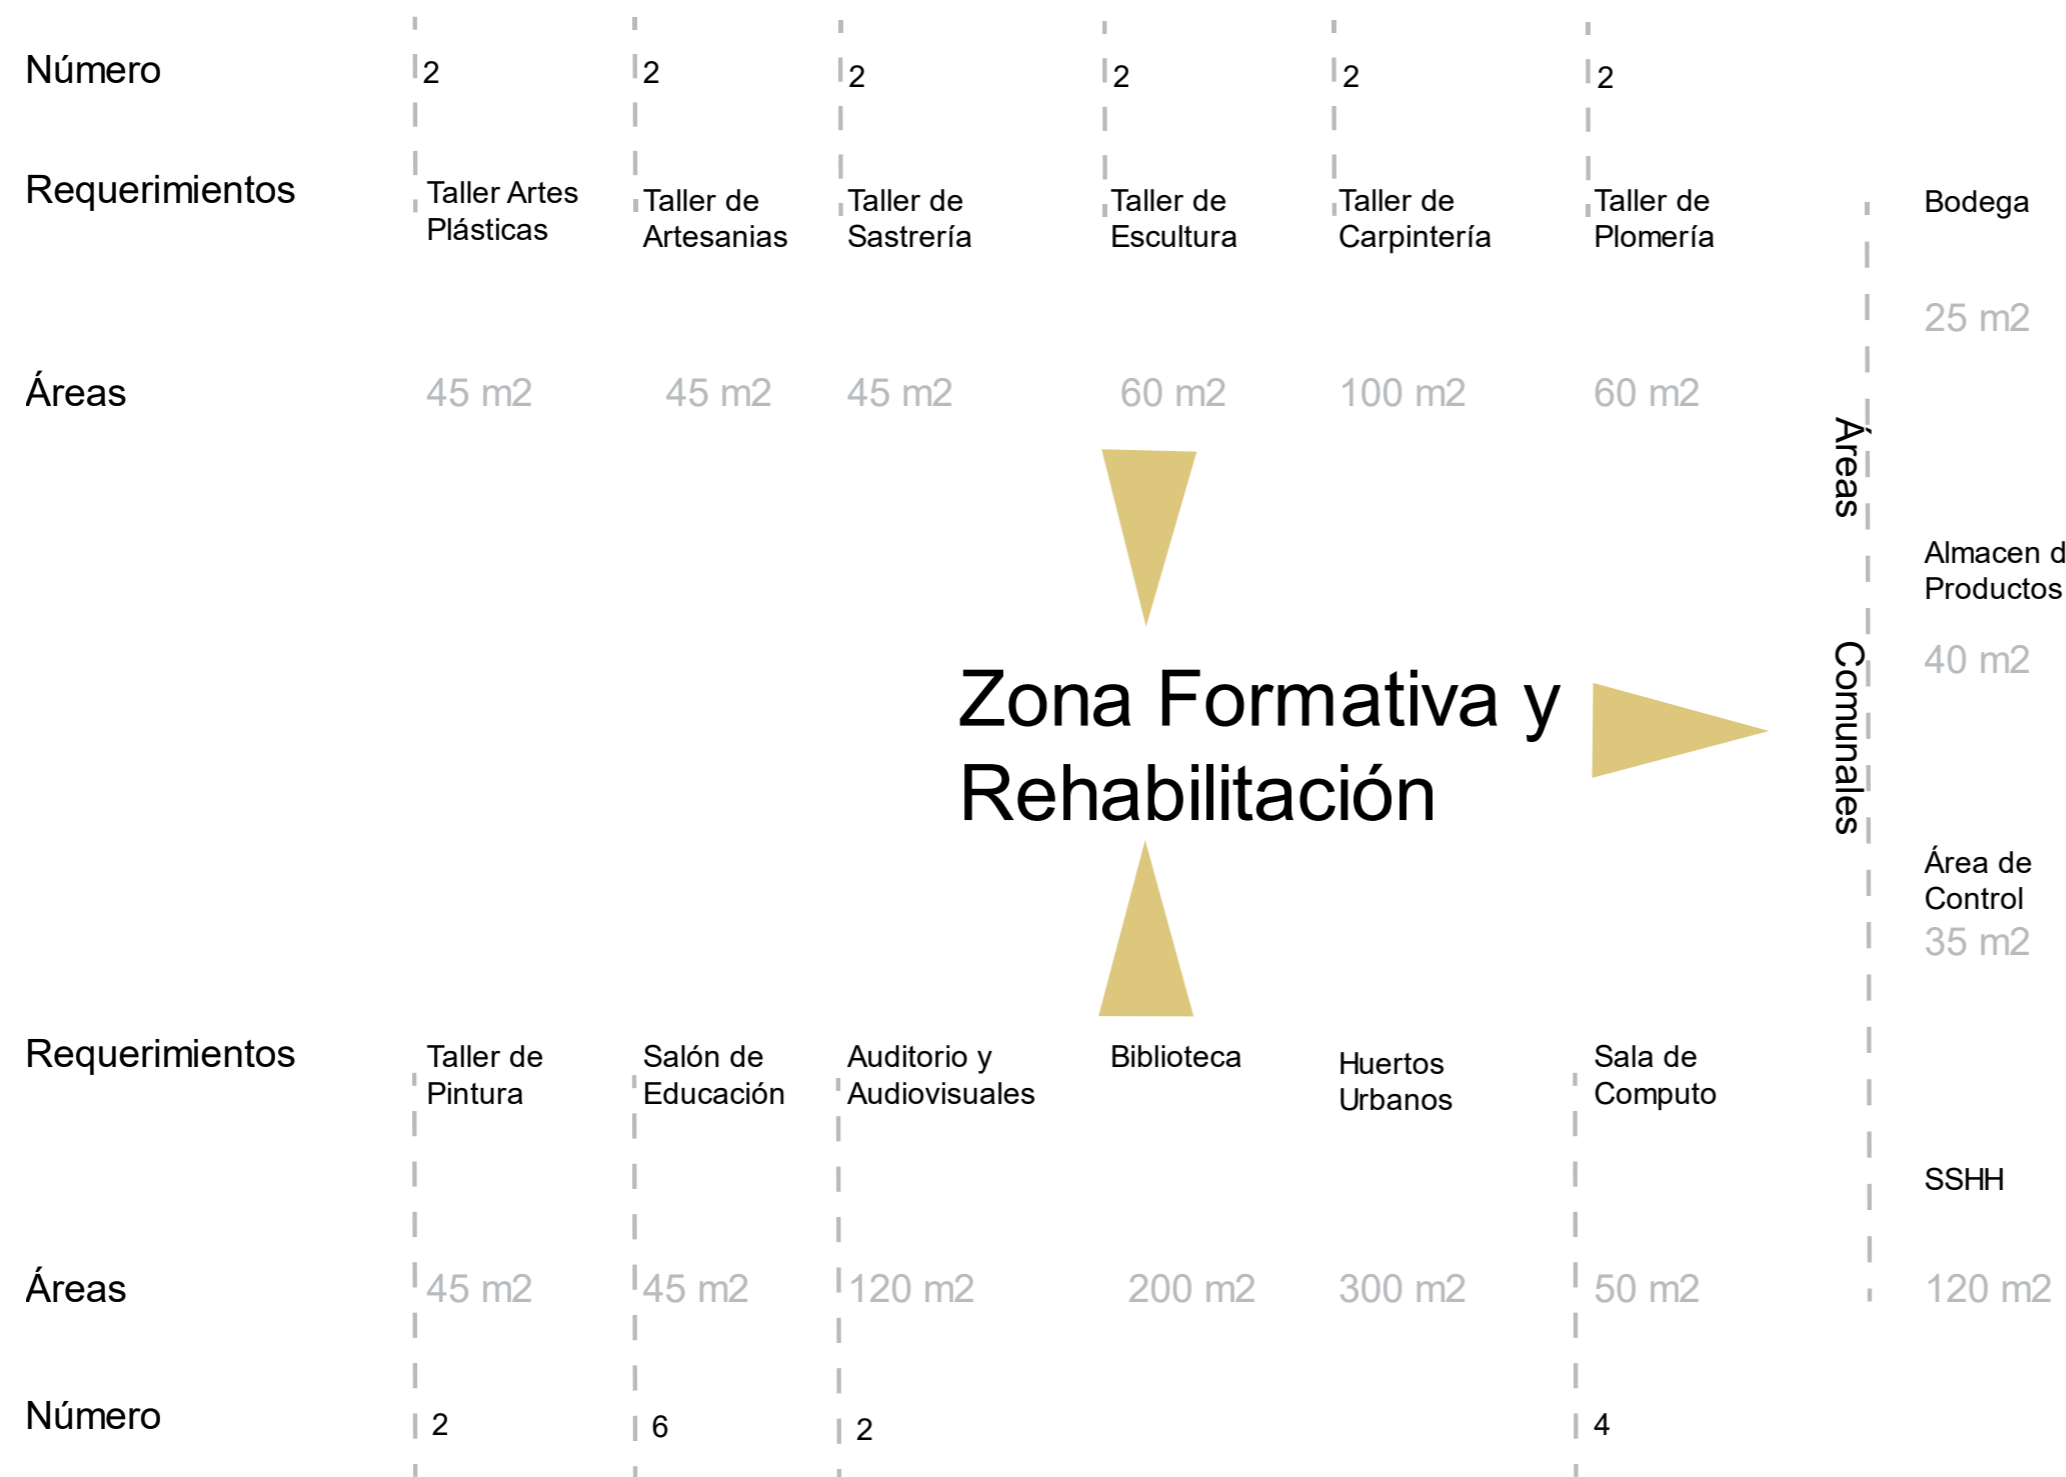 Número 2 2 2 2 2 2
Requerimientos
Taller Artes
Plásticas
Taller de
Artesanias
Taller de
Sastrería
Taller de
Escultura
Taller de
Carpintería
Taller de
Plomería
Áreas 45 m2 45 m2 45 m2 60 m2 100 m2 60 m2
Zona Formativa y
Rehabilitación
Áreas Comunales
Bodega
25 m2
Almacen d
Productos
40 m2
Área de
Control
35 m2
SSHH
120 m2
Requerimientos
Taller de
Pintura
Salón de
Educación
Auditorio y
Audiovisuales
Biblioteca
Huertos
Urbanos
Sala de
Computo
Áreas 45 m2 45 m2 120 m2 200 m2 300 m2 50 m2
Número 2 6 2 4